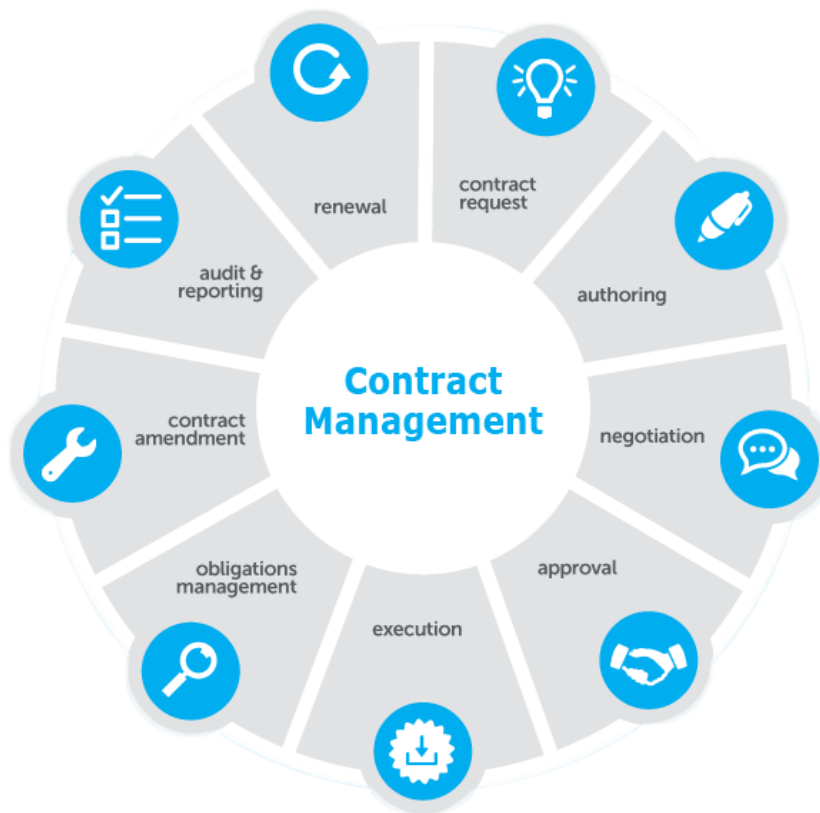 Contract
Management
contract
request
authoring
negotiation
approval
execution
obligations
management
contract
amendment
audit &
reporting
renewal